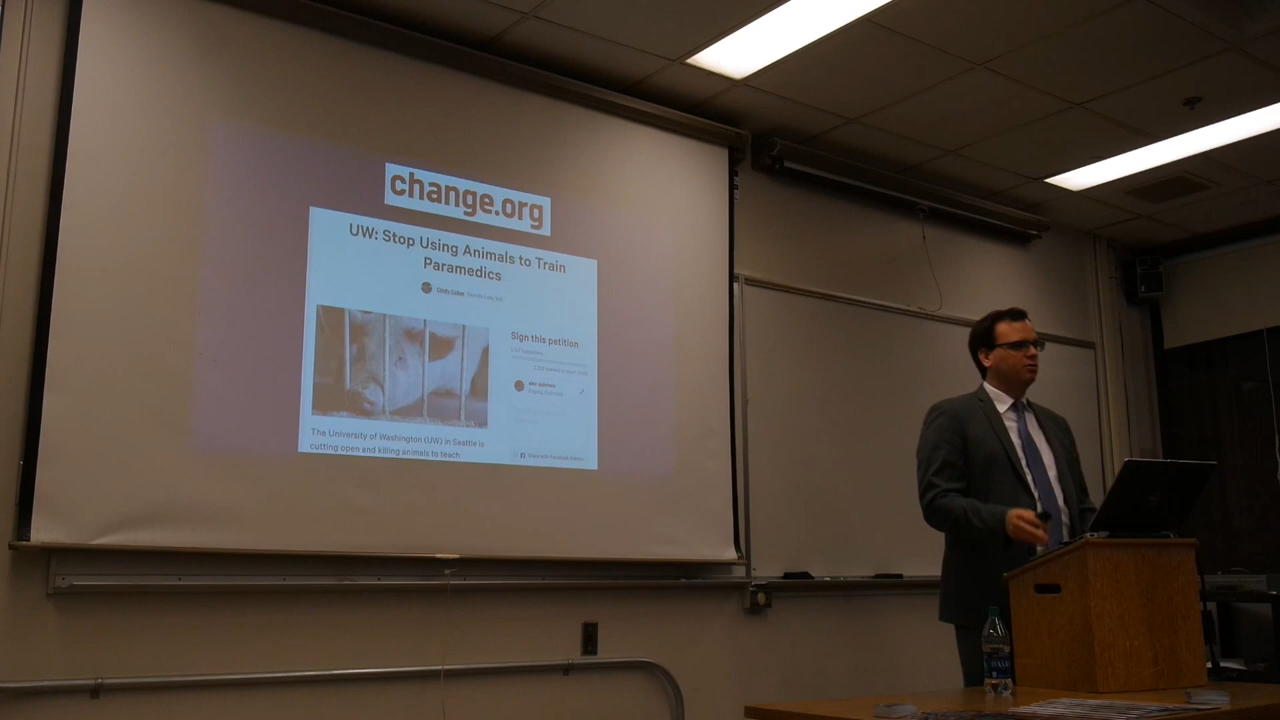 change.org
UW: Stop Using Animals to Train
Paramedics
Sign this petition
The University of Washington (UW) in Seattle is
cutting open and killing animals to teach